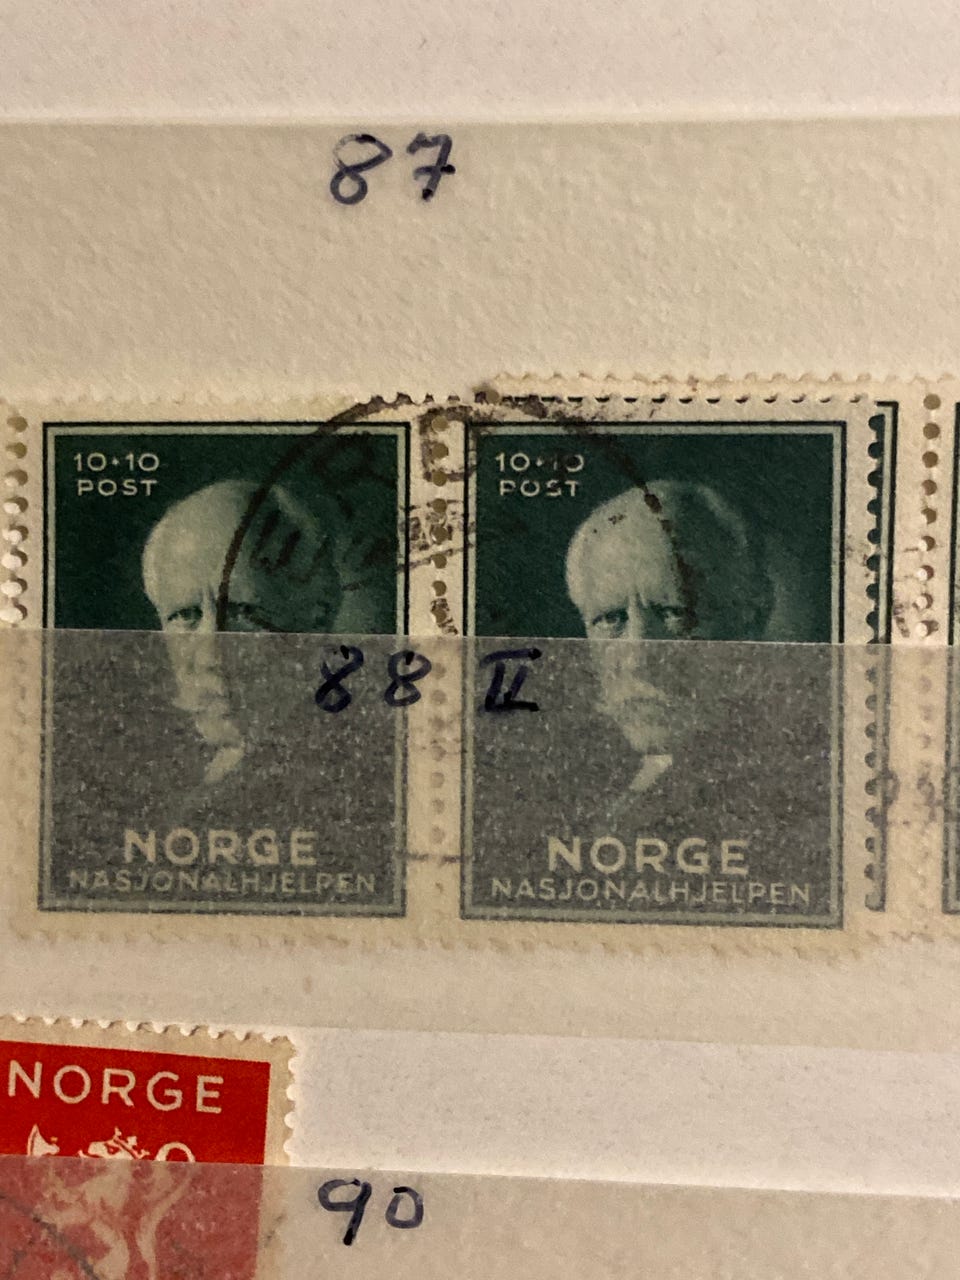 87
10+10
POST
10+10
POST
88 II
NORGE
NASJONALHJELPEN
NORGE
NASJONALHJELPEN
NORGE
90